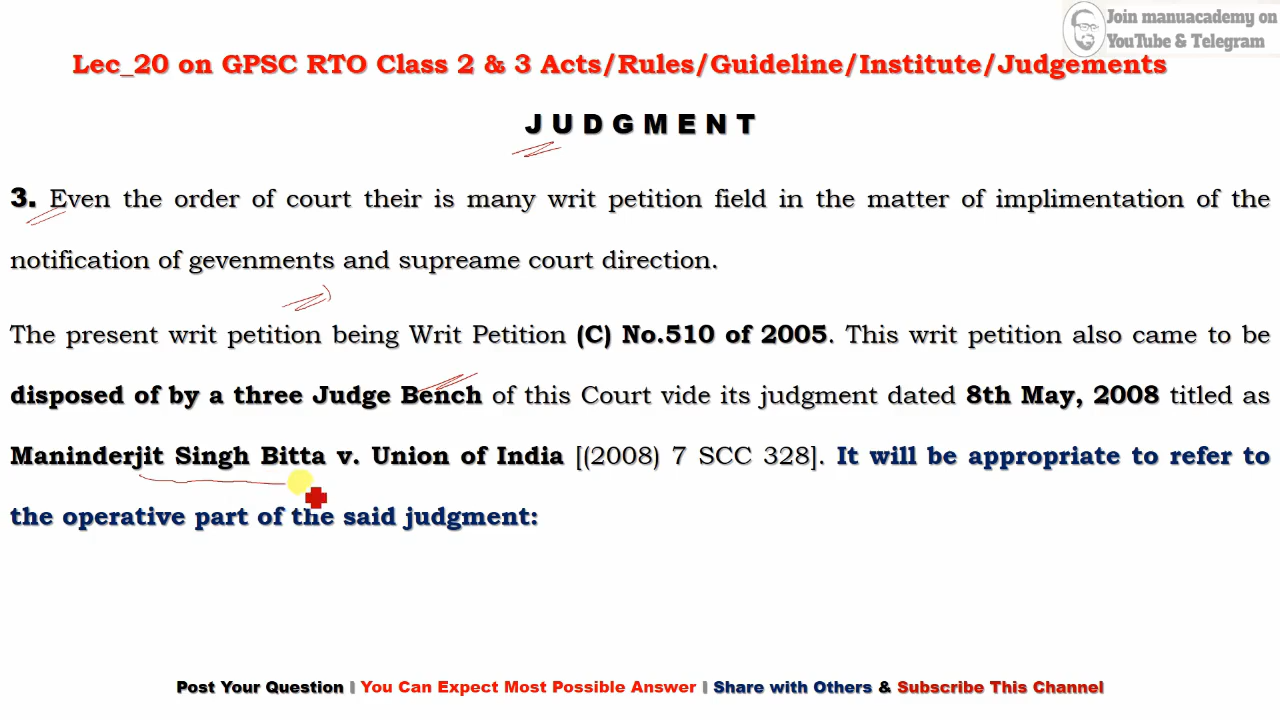 Join manuacademy on
YouTube & Telegram
Lec_20 on GPSC RTO Class 2 & 3 Acts/Rules/Guideline/Institute/Judgements
JUDGMENT
3. Even the order of court their is many writ petition field in the matter of implimentation of the
notification of gevenments and supreame court direction.
The present writ petition being Writ Petition (C) No.510 of 2005. This writ petition also came to be
disposed of by a three Judge Bench of this Court vide its judgment dated 8th May, 2008 titled as
Maninderjit Singh Bitta v. Union of India [(2008) 7 SCC 328]. It will be appropriate to refer to
the operative part of the said judgment:
Post Your Question | You Can Expect Most Possible Answer | Share with Others & Subscribe This Channel